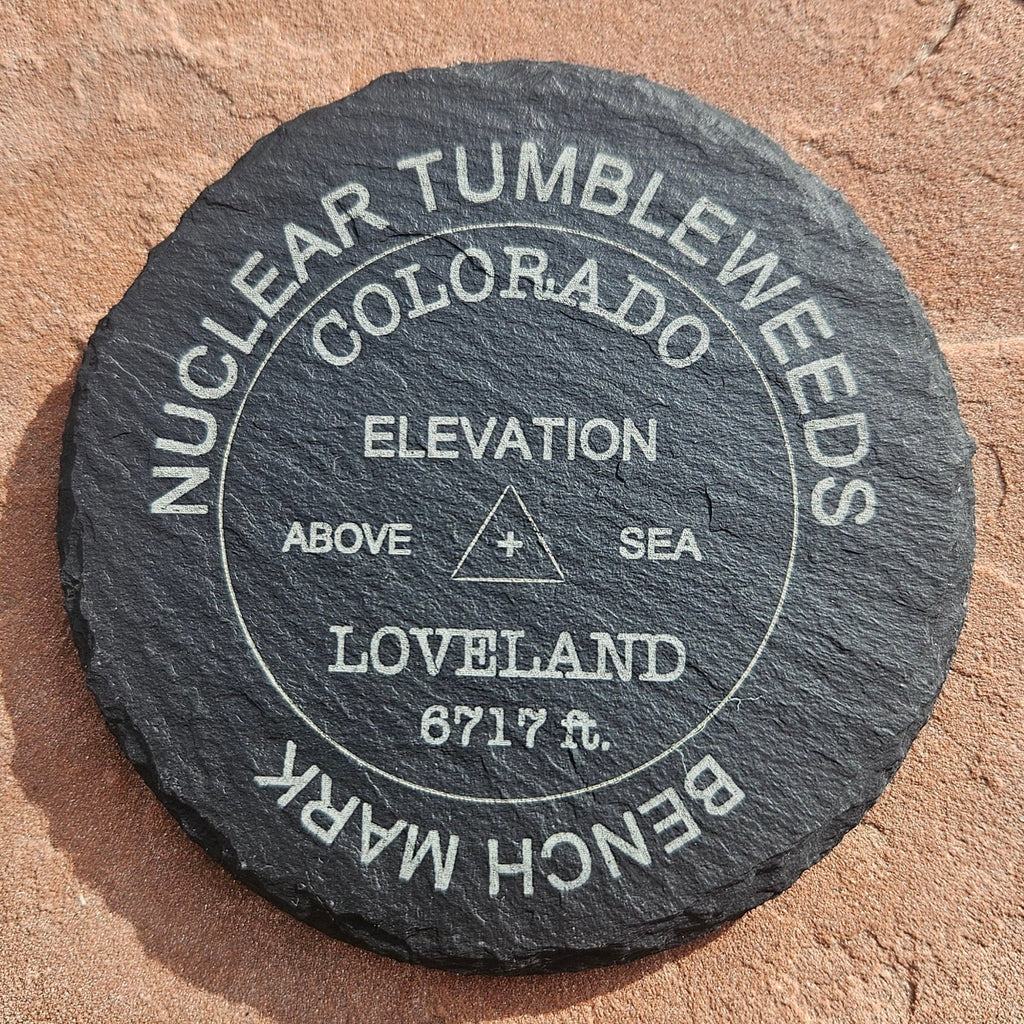 NUCLEAR TUMBLEWEEDS
COLORADO
ELEVATION
ABOVE + SEA
LOVELAND
6717 ft.
BENCH MARK